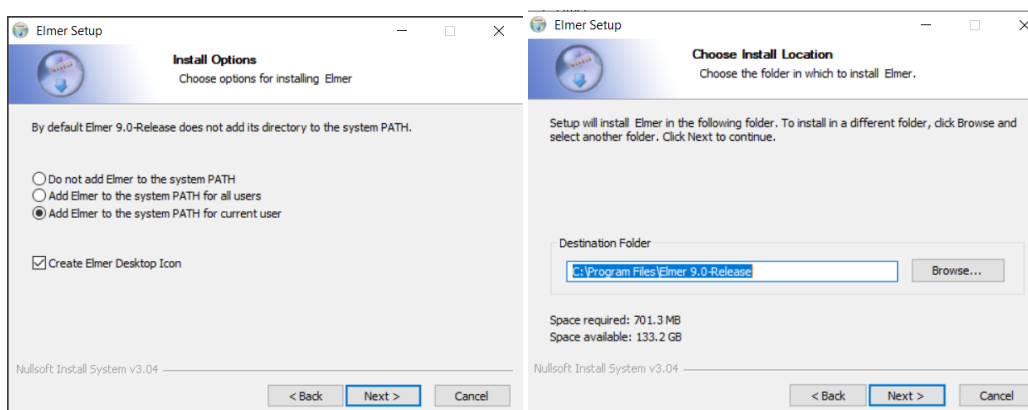 Elmer Setup
Install Options
Choose options for installing Elmer
By default Elmer 9.0-Release does not add its directory to the system PATH.
Do not add Elmer to the system PATH
Add Elmer to the system PATH for all users
Add Elmer to the system PATH for current user
Create Elmer Desktop Icon
Nullsoft Install System v3.04
< Back Next > Cancel
Elmer Setup
Choose Install Location
Choose the folder in which to install Elmer.
Setup will install Elmer in the following folder. To install in a different folder, click Browse and
select another folder. Click Next to continue.
Destination Folder
C:\Program Files\Elmer 9.0-Release
Browse...
Space required: 701.3 MB
Space available: 133.2 GB
Nullsoft Install System v3.04
< Back Next > Cancel